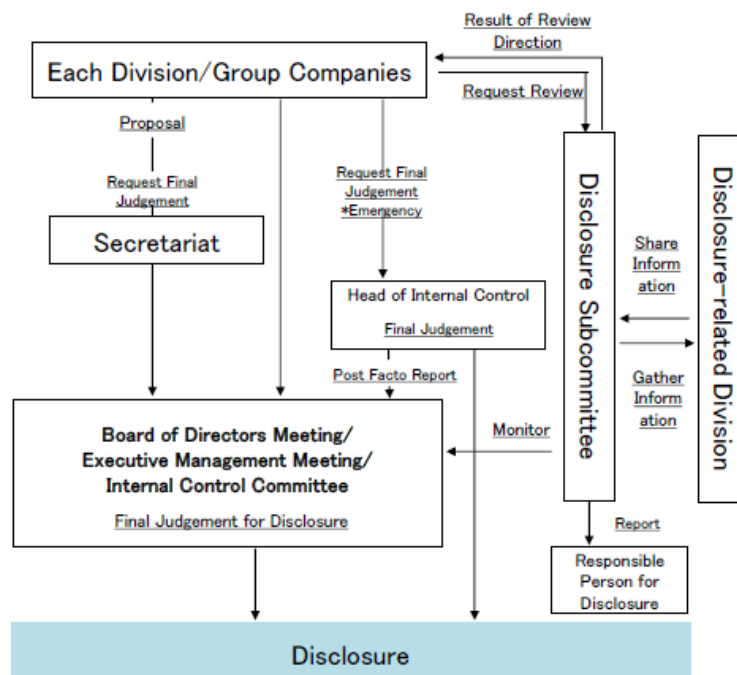 Result of Review
Direction
Each Division/Group Companies
Request Review
Proposal
Request Final
Judgement
Request Final
Judgement
*Emergency
Secretariat
Disclosure Subcommittee
Disclosure-related Division
Share
Inform
ation
Head of Internal Control
Final Judgement
Post Facto Report
Gather
Inform
ation
Board of Directors Meeting/
Executive Management Meeting/
Internal Control Committee
Final Judgement for Disclosure
Monitor
Report
Responsible
Person for
Disclosure
Disclosure